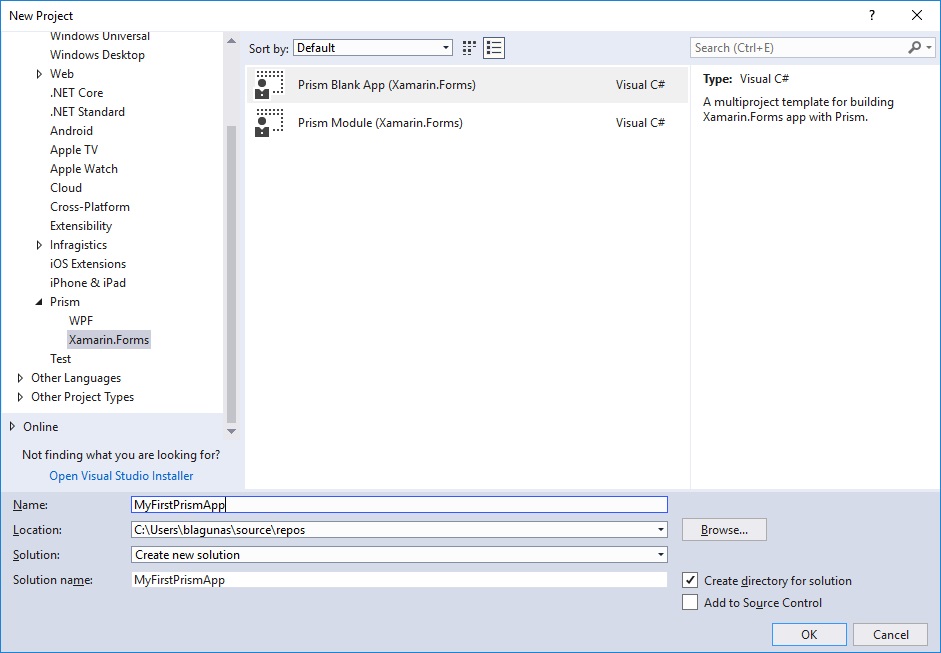 New Project
?
Windows Universal
Windows Desktop
Web
.NET Core
.NET Standard
Android
Apple TV
Apple Watch
Cloud
Cross-Platform
Extensibility
Infragistics
iOS Extensions
iPhone & iPad
Prism
WPF
Xamarin.Forms
Test
Other Languages
Other Project Types
Online
Not finding what you are looking for?
Open Visual Studio Installer
Sort by: Default
Prism Blank App (Xamarin.Forms) Visual C#
Prism Module (Xamarin.Forms) Visual C#
Search (Ctrl+E)
Type: Visual C#
A multiproject template for building
Xamarin.Forms app with Prism.
Name: MyFirstPrismApp
Location: C:\Users\blagunas\source\repos Browse...
Solution: Create new solution
Solution name: MyFirstPrismApp
Create directory for solution
Add to Source Control
OK Cancel